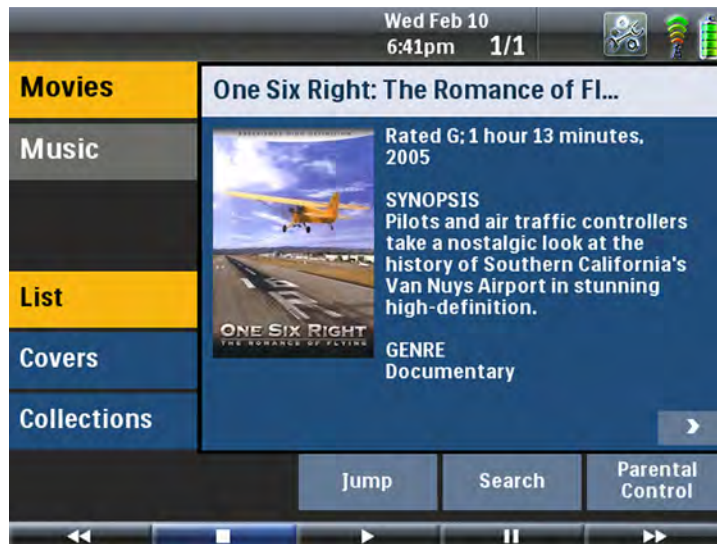 Wed Feb 10
6:41pm 1/1
Movies
Music
List
Covers
Collections
One Six Right: The Romance of Fl...
Rated G; 1 hour 13 minutes,
2005
SYNOPSIS
Pilots and air traffic controllers
take a nostalgic look at the
history of Southern California's
Van Nuys Airport in stunning
high-definition.
GENRE
Documentary
EXPERIENCE HIGH DEFINITION
ONE SIX RIGHT
THE ROMANCE OF FLYING
Jump
Search
Parental
Control